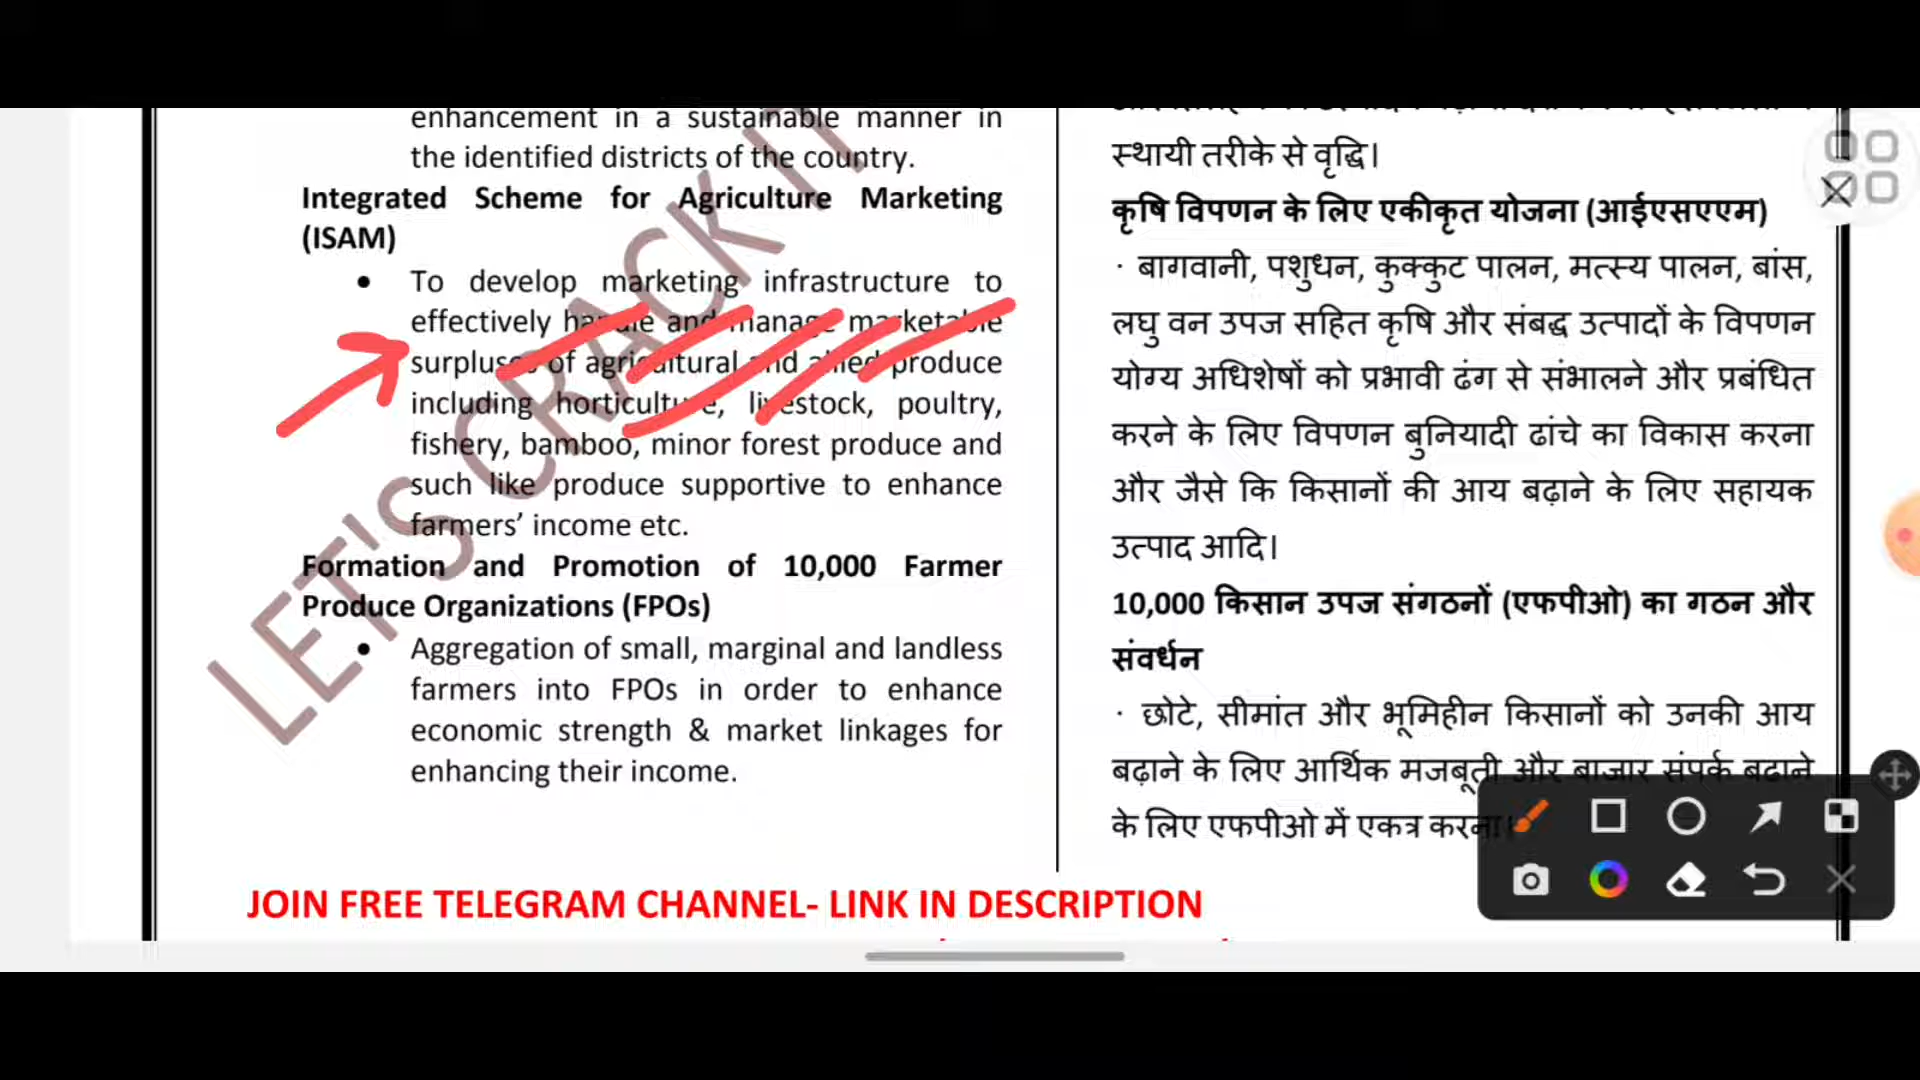 enhancement in a sustainable manner in
the identified districts of the country.
Integrated Scheme for Agriculture Marketing
(ISAM)
• To develop marketing infrastructure to
effectively handle and manage marketable
surpluses of agricultural and allied produce
including horticulture, livestock, poultry,
fishery, bamboo, minor forest produce and
such like produce supportive to enhance
farmers’ income etc.
Formation and Promotion of 10,000 Farmer
Produce Organizations (FPOs)
• Aggregation of small, marginal and landless
farmers into FPOs in order to enhance
economic strength & market linkages for
enhancing their income.
स्थायी तरीके से वृद्धि।
कृषि विपणन के लिए एकीकृत योजना (आईएसएएम)
· बागवानी, पशुधन, कुक्कुट पालन, मत्स्य पालन, बांस,
लघु वन उपज सहित कृषि और संबद्ध उत्पादों के विपणन
योग्य अधिशेषों को प्रभावी ढंग से संभालने और प्रबंधित
करने के लिए विपणन बुनियादी ढांचे का विकास करना
और जैसे कि किसानों की आय बढ़ाने के लिए सहायक
उत्पाद आदि।
10,000 किसान उपज संगठनों (एफपीओ) का गठन और
संवर्धन
· छोटे, सीमांत और भूमिहीन किसानों को उनकी आय
बढ़ाने के लिए आर्थिक मजबूती और बाजार संपर्क बढाने
के लिए एफपीओ में एकत्र करना।
LET'S CRACK IT
JOIN FREE TELEGRAM CHANNEL- LINK IN DESCRIPTION